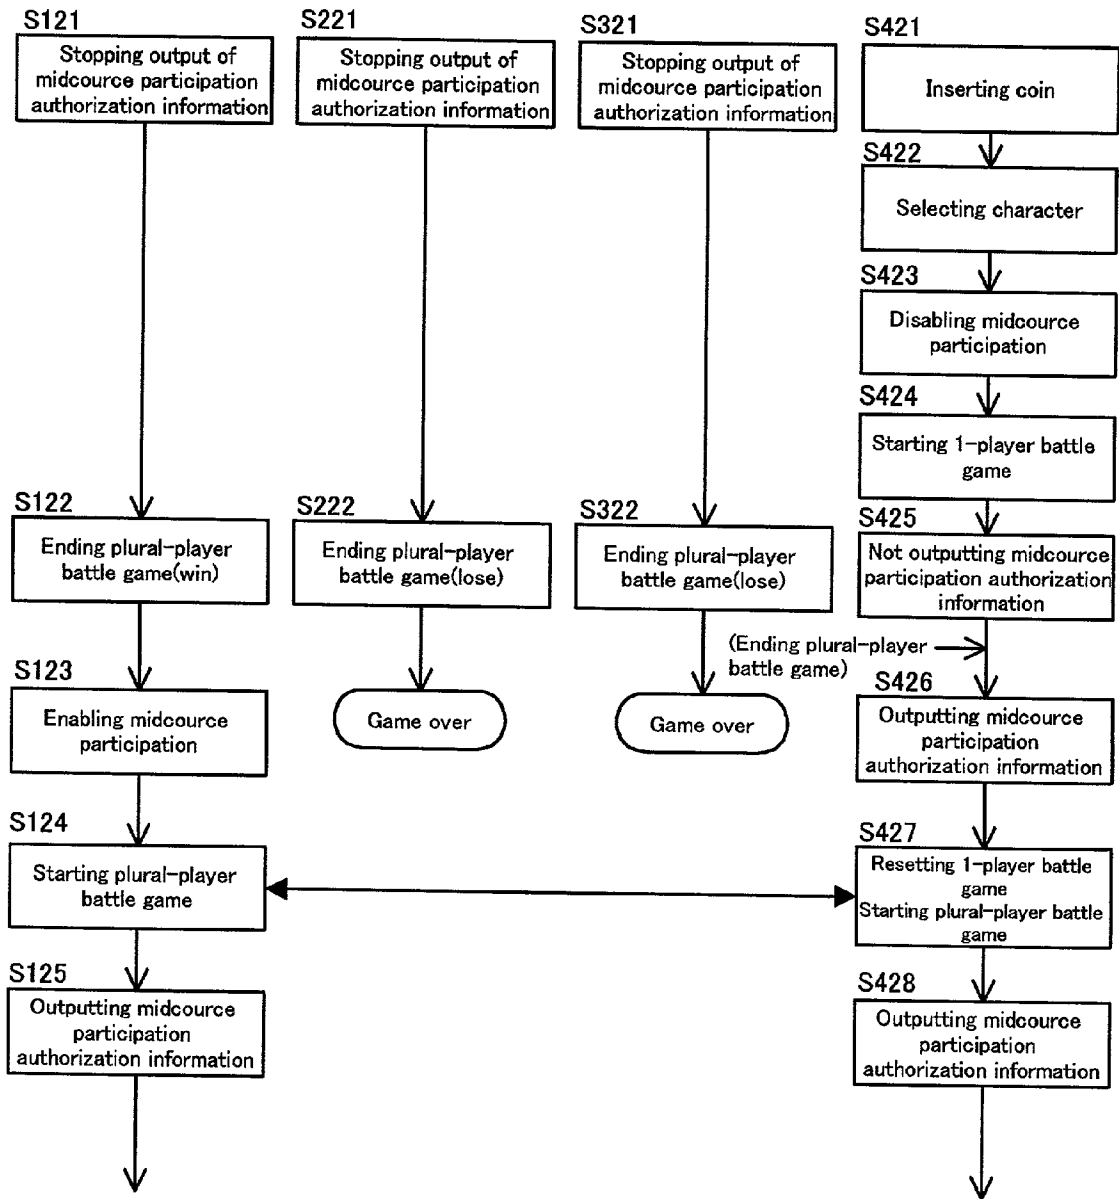 S121
Stopping output of
midcource participation
authorization information
S122
Ending plural-player
battle game(win)
S123
Enabling midcource
participation
S124
Starting plural-player
battle game
S125
Outputting midcource
participation
authorization information
S221
Stopping output of
midcource participation
authorization information
S222
Ending plural-player
battle game(lose)
Game over
S321
Stopping output of
midcource participation
authorization information
S322
Ending plural-player
battle game(lose)
Game over
S421
Inserting coin
S422
Selecting character
S423
Disabling midcource
participation
S424
Starting 1-player battle
game
S425
Not outputting midcource
participation authorization
information
(Ending plural-player
battle game)
S426
Outputting midcource
participation
authorization information
S427
Resetting 1-player battle
game
Starting plural-player battle
game
S428
Outputting midcource
participation
authorization information